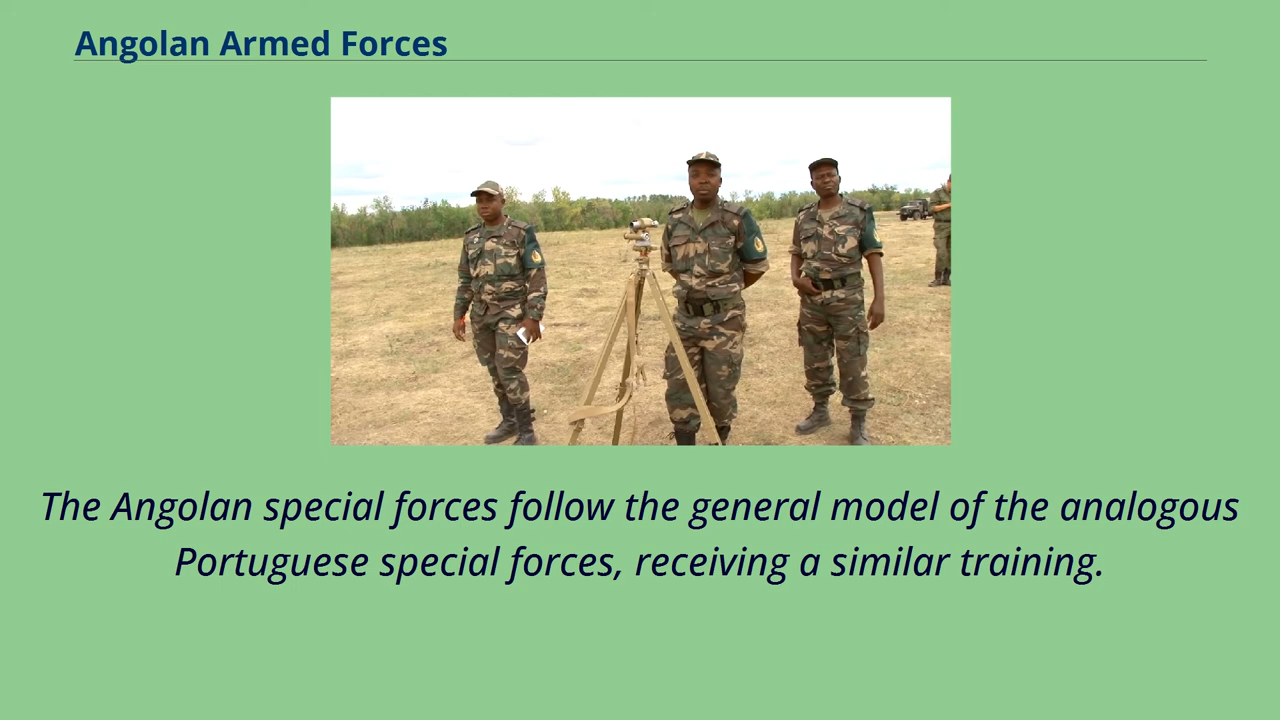 Angolan Armed Forces
The Angolan special forces follow the general model of the analogous
Portuguese special forces, receiving a similar training.